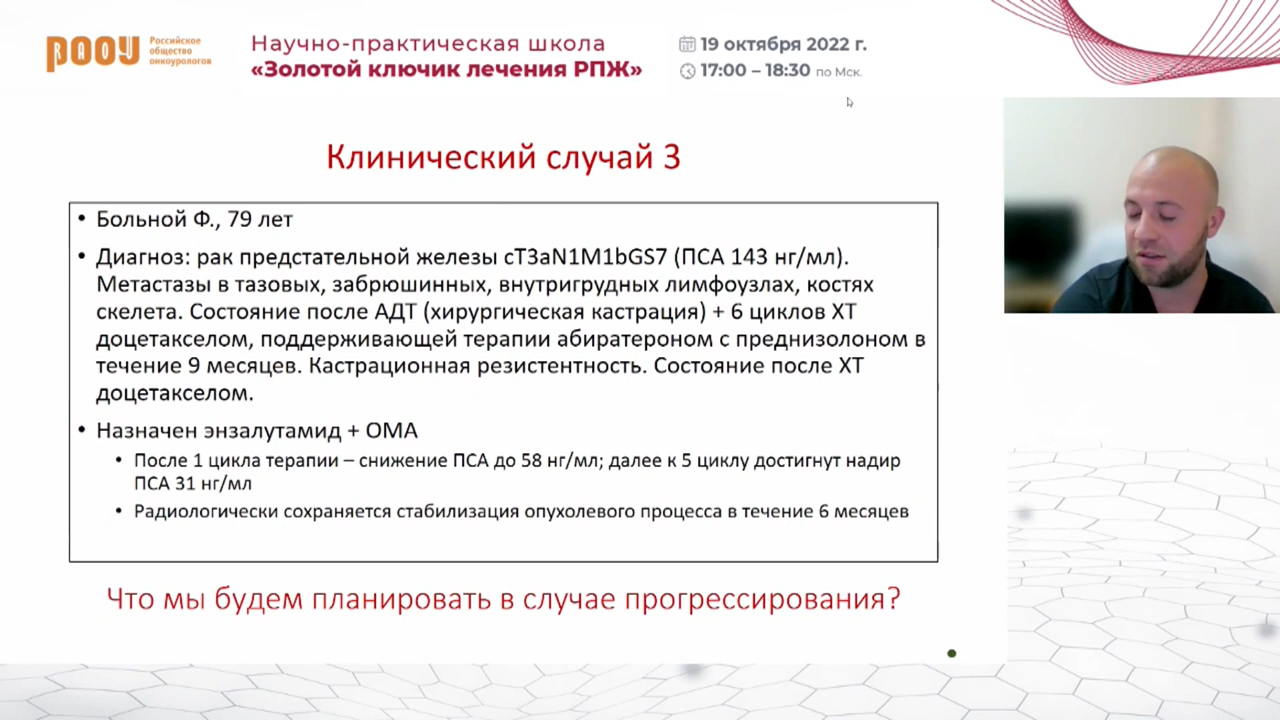 РООУ
RAOU
Российское
общество
онкоурологов
Научно-практическая школа
«Золотой ключик лечения РПЖ»
19 октября 2022 г.
17:00 – 18:30 по Мск.
Клинический случай 3
• Больной Ф., 79 лет
• Диагноз: рак предстательной железы cT3aN1M1bGS7 (ПСА 143 нг/мл).
Метастазы в тазовых, забрюшинных, внутригрудных лимфоузлах, костях
скелета. Состояние после АДТ (хирургическая кастрация) + 6 циклов ХТ
доцетакселом, поддерживающей терапии абиратероном с преднизолоном в
течение 9 месяцев. Кастрационная резистентность. Состояние после ХТ
доцетакселом.
• Назначен энзалутамид + ОМА
• После 1 цикла терапии – снижение ПСА до 58 нг/мл; далее к 5 циклу достигнут надир
ПСА 31 нг/мл
• Радиологически сохраняется стабилизация опухолевого процесса в течение 6 месяцев
Что мы будем планировать в случае прогрессирования?